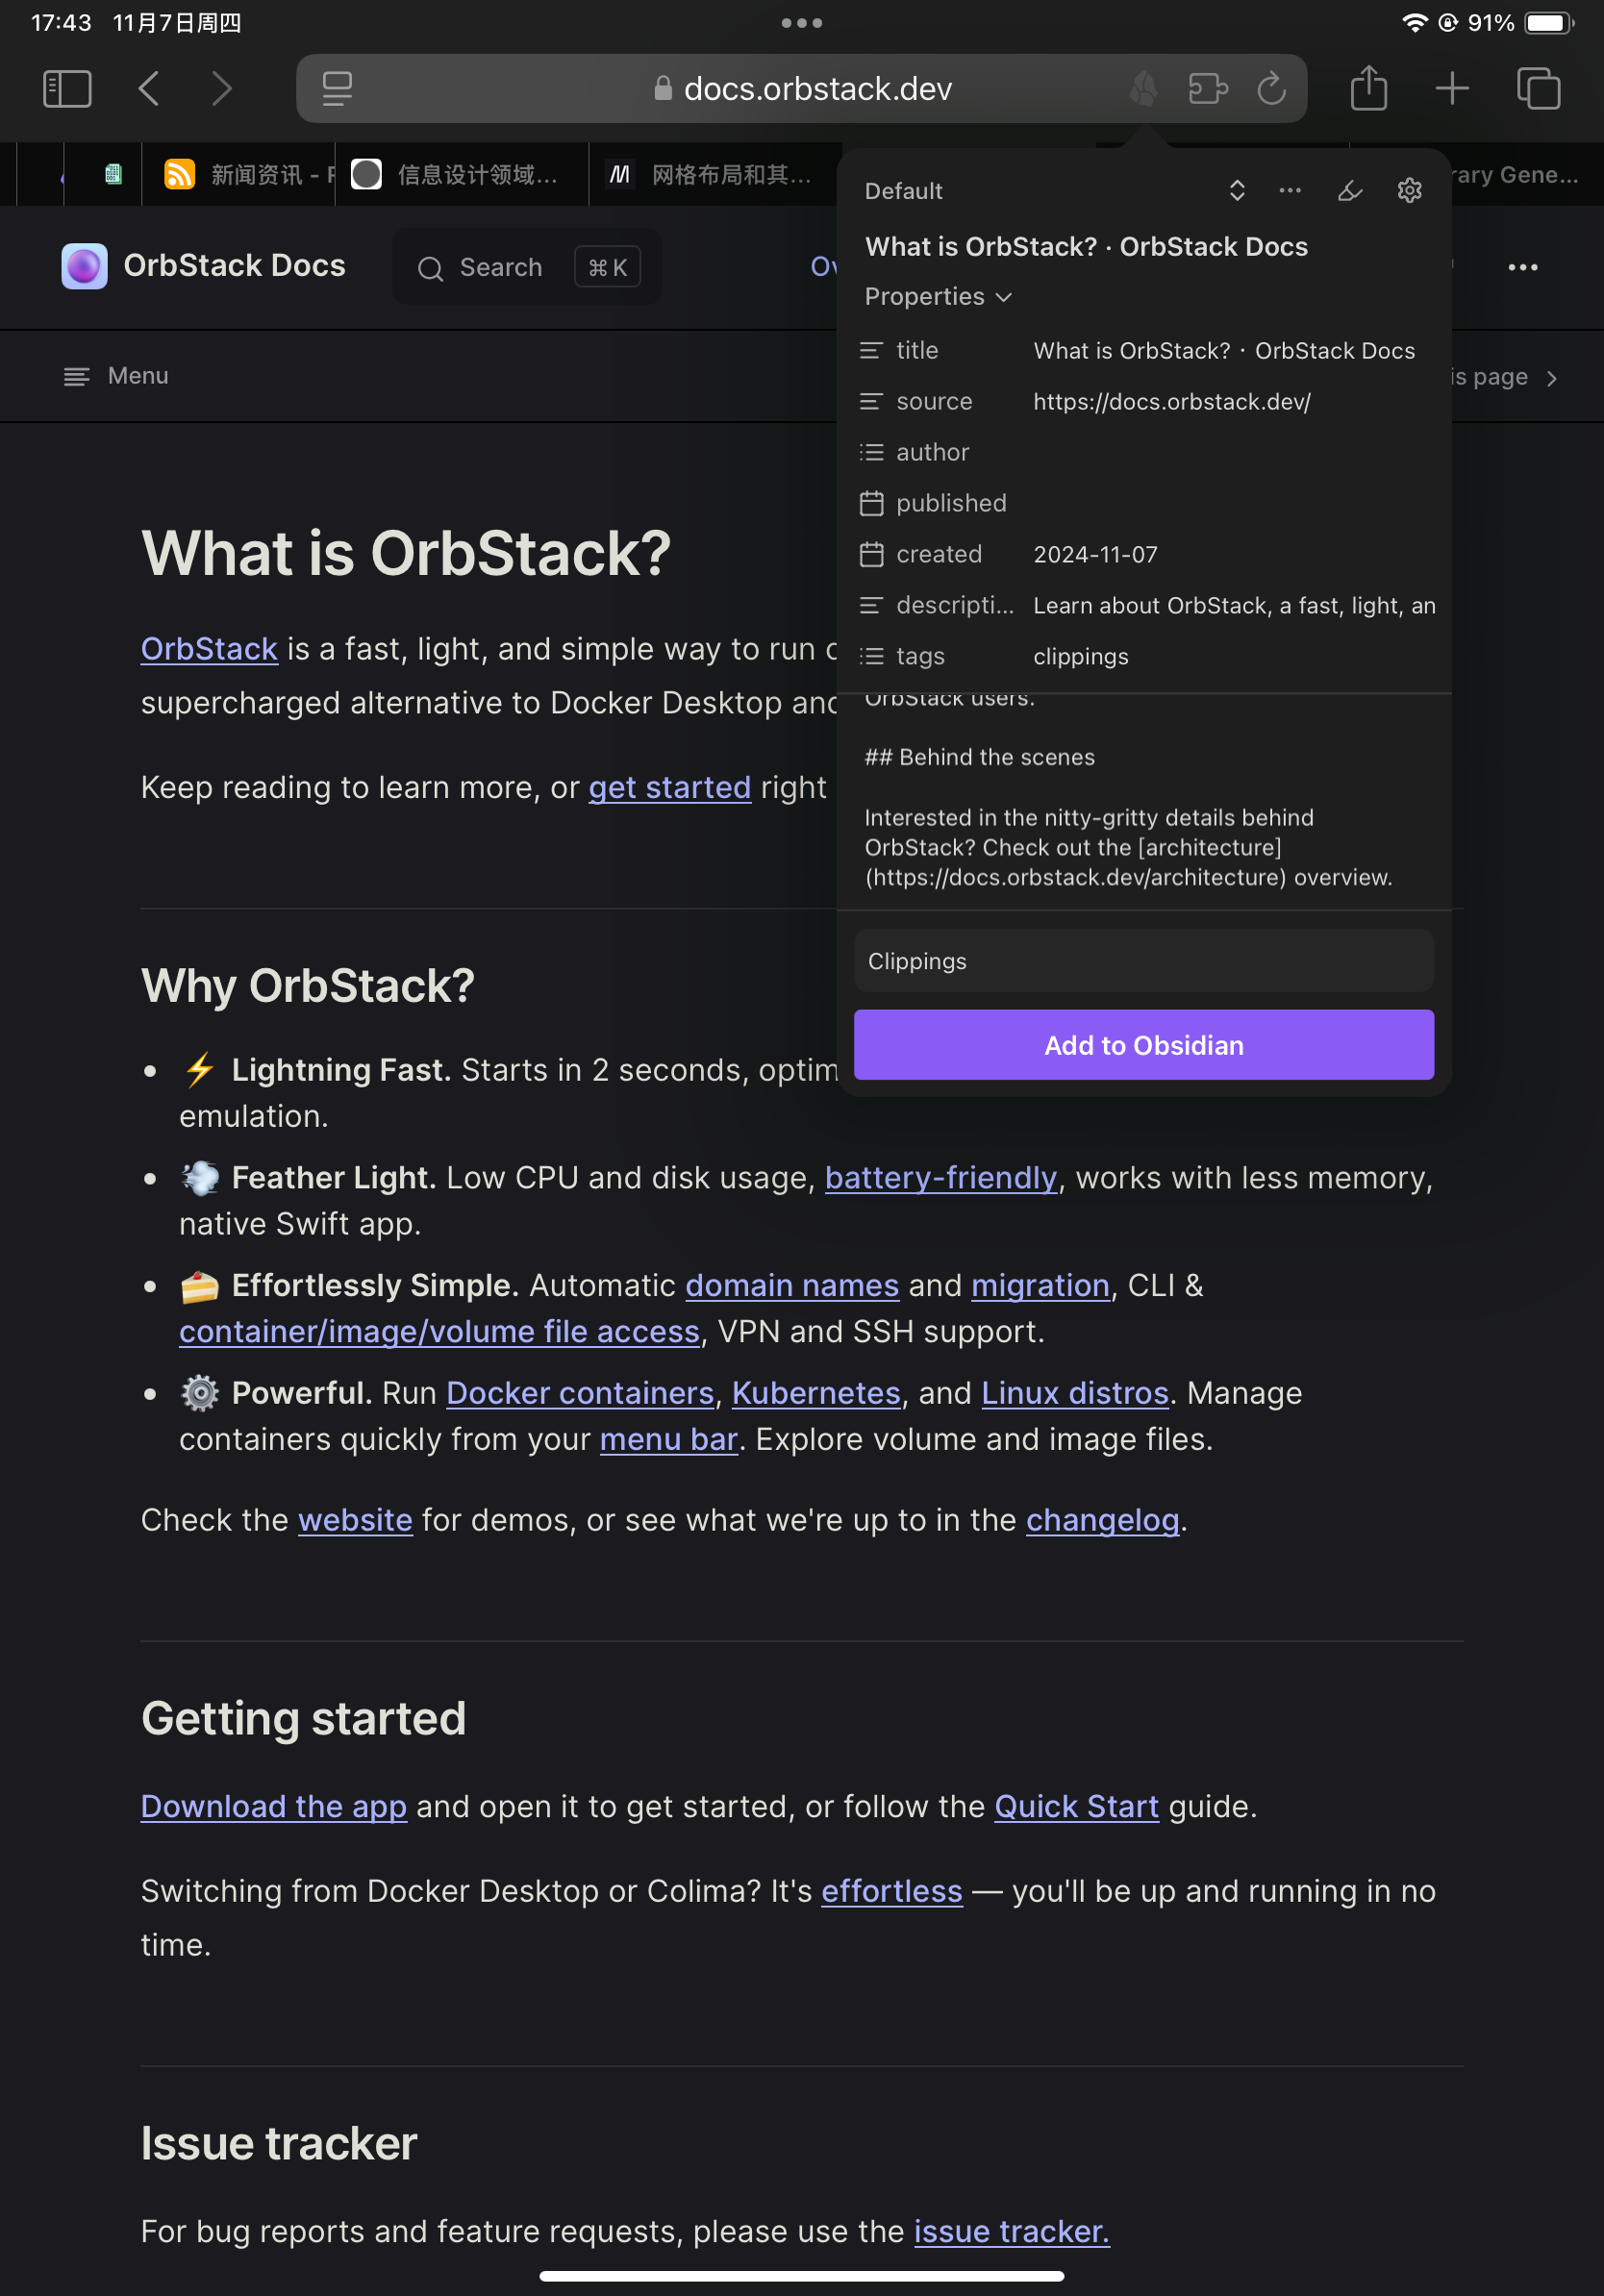 17:43 11月7日周四
91%
docs.orbstack.dev
新闻资讯 - F
信息设计领域...
网格布局和其...
rary Gene...
OrbStack Docs
Search
⌘ K
Ov
Menu
is page
Default
What is OrbStack? · OrbStack Docs
Properties
title What is OrbStack? · OrbStack Docs
source https://docs.orbstack.dev/
author
published
created 2024-11-07
descripti... Learn about OrbStack, a fast, light, an
tags clippings
OrbStack users.
## Behind the scenes
Interested in the nitty-gritty details behind
OrbStack? Check out the [architecture]
(https://docs.orbstack.dev/architecture) overview.
Clippings
Add to Obsidian
What is OrbStack?
OrbStack is a fast, light, and simple way to run
supercharged alternative to Docker Desktop and
Keep reading to learn more, or get started right
Why OrbStack?
⚡ Lightning Fast. Starts in 2 seconds, optim
emulation.
💨 Feather Light. Low CPU and disk usage, battery-friendly, works with less memory,
native Swift app.
🍰 Effortlessly Simple. Automatic domain names and migration, CLI &
container/image/volume file access, VPN and SSH support.
⚙️ Powerful. Run Docker containers, Kubernetes, and Linux distros. Manage
containers quickly from your menu bar. Explore volume and image files.
Check the website for demos, or see what we're up to in the changelog.
Getting started
Download the app and open it to get started, or follow the Quick Start guide.
Switching from Docker Desktop or Colima? It's effortless — you'll be up and running in no
time.
Issue tracker
For bug reports and feature requests, please use the issue tracker.